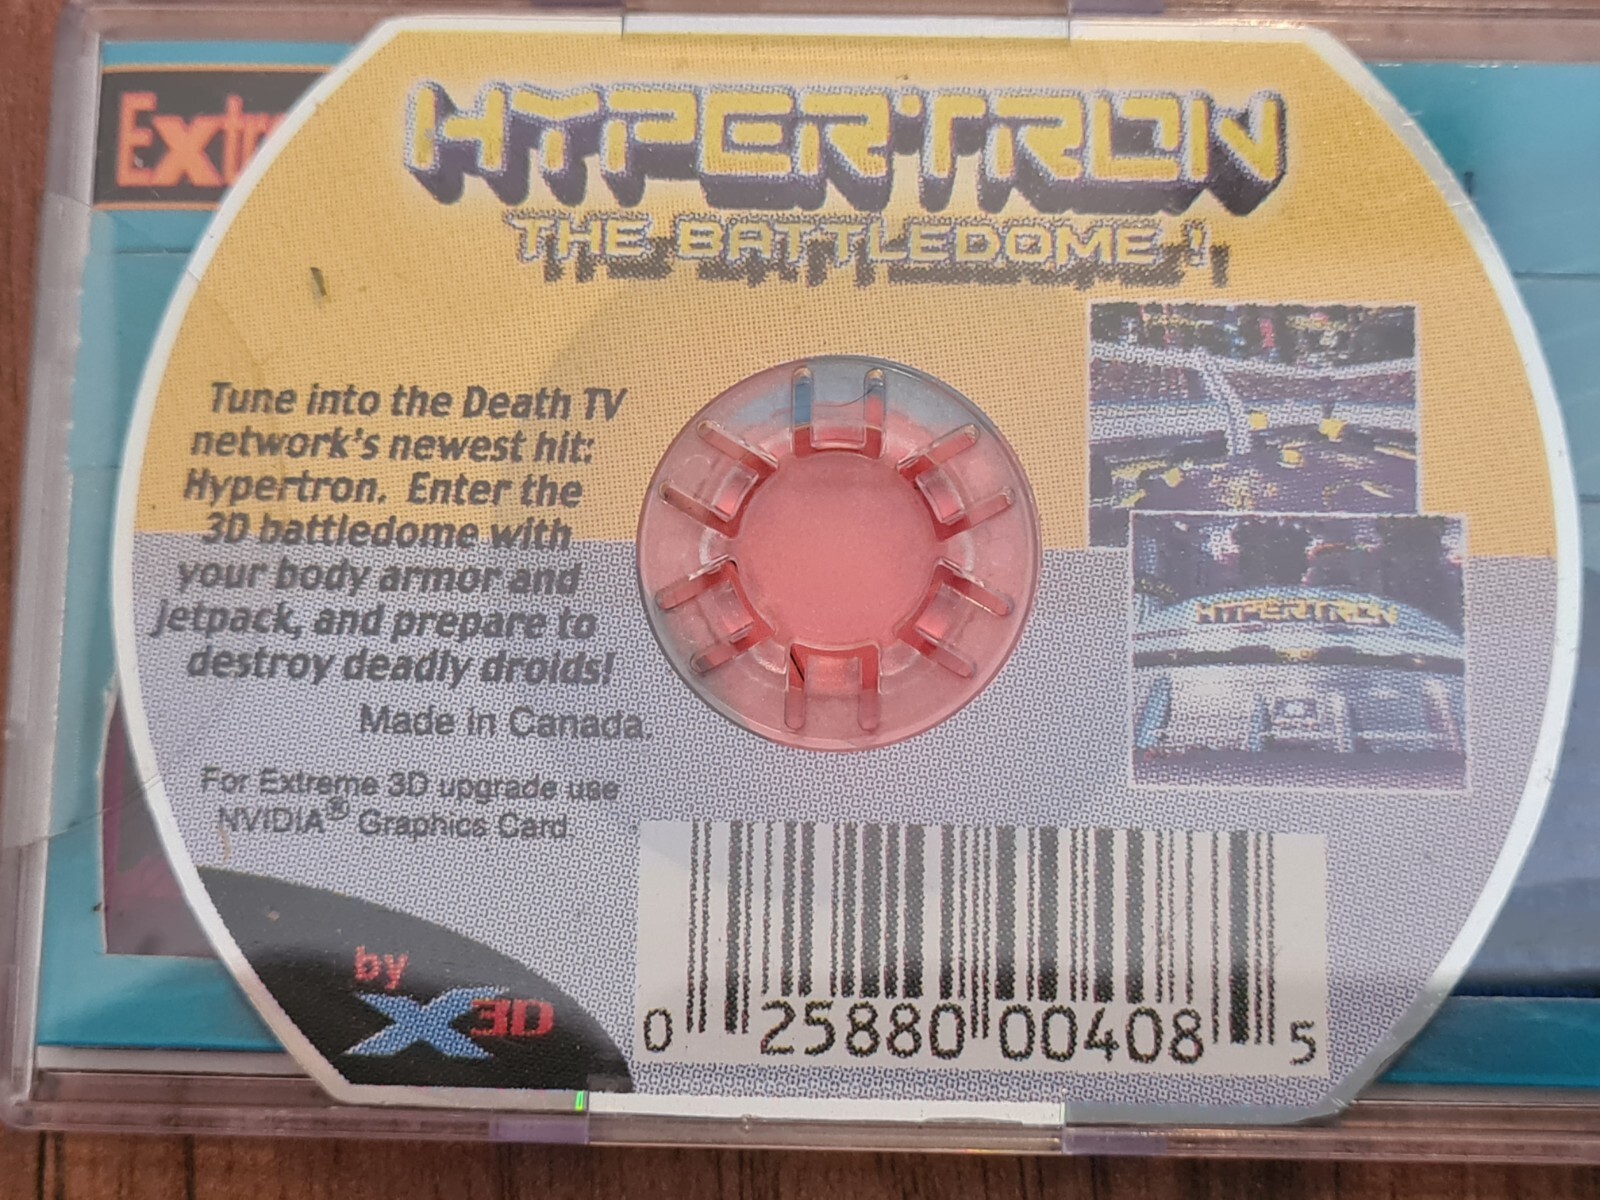 Extre
HYPERTRON
THE BATTLEDOME !
Tune into the Death TV
network's newest hit:
Hypertron. Enter the
3D battledome with
your body armor and
jetpack, and prepare to
destroy deadly droids!
Made in Canada.
For Extreme 3D upgrade use
NVIDIA® Graphics Card
HYPERTRON
by
X3D
0 25880 00408 5